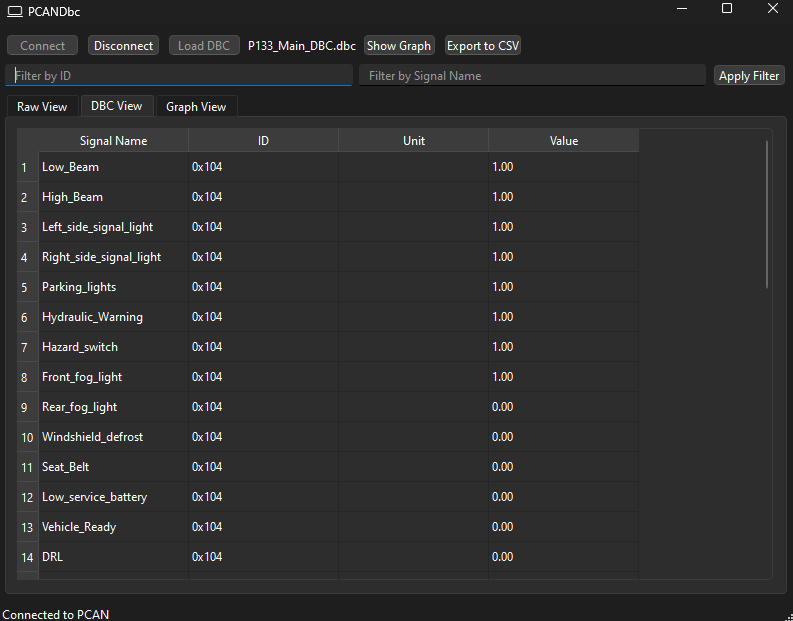 PCANDbc
Connect Disconnect Load DBC P133_Main_DBC.dbc Show Graph Export to CSV
Filter by ID Filter by Signal Name Apply Filter
Raw View DBC View Graph View
Signal Name ID Unit Value
1 Low_Beam 0x104 1.00
2 High_Beam 0x104 1.00
3 Left_side_signal_light 0x104 1.00
4 Right_side_signal_light 0x104 1.00
5 Parking_lights 0x104 1.00
6 Hydraulic_Warning 0x104 1.00
7 Hazard_switch 0x104 1.00
8 Front_fog_light 0x104 1.00
9 Rear_fog_light 0x104 0.00
10 Windshield_defrost 0x104 0.00
11 Seat_Belt 0x104 0.00
12 Low_service_battery 0x104 0.00
13 Vehicle_Ready 0x104 0.00
14 DRL 0x104 0.00
Connected to PCAN